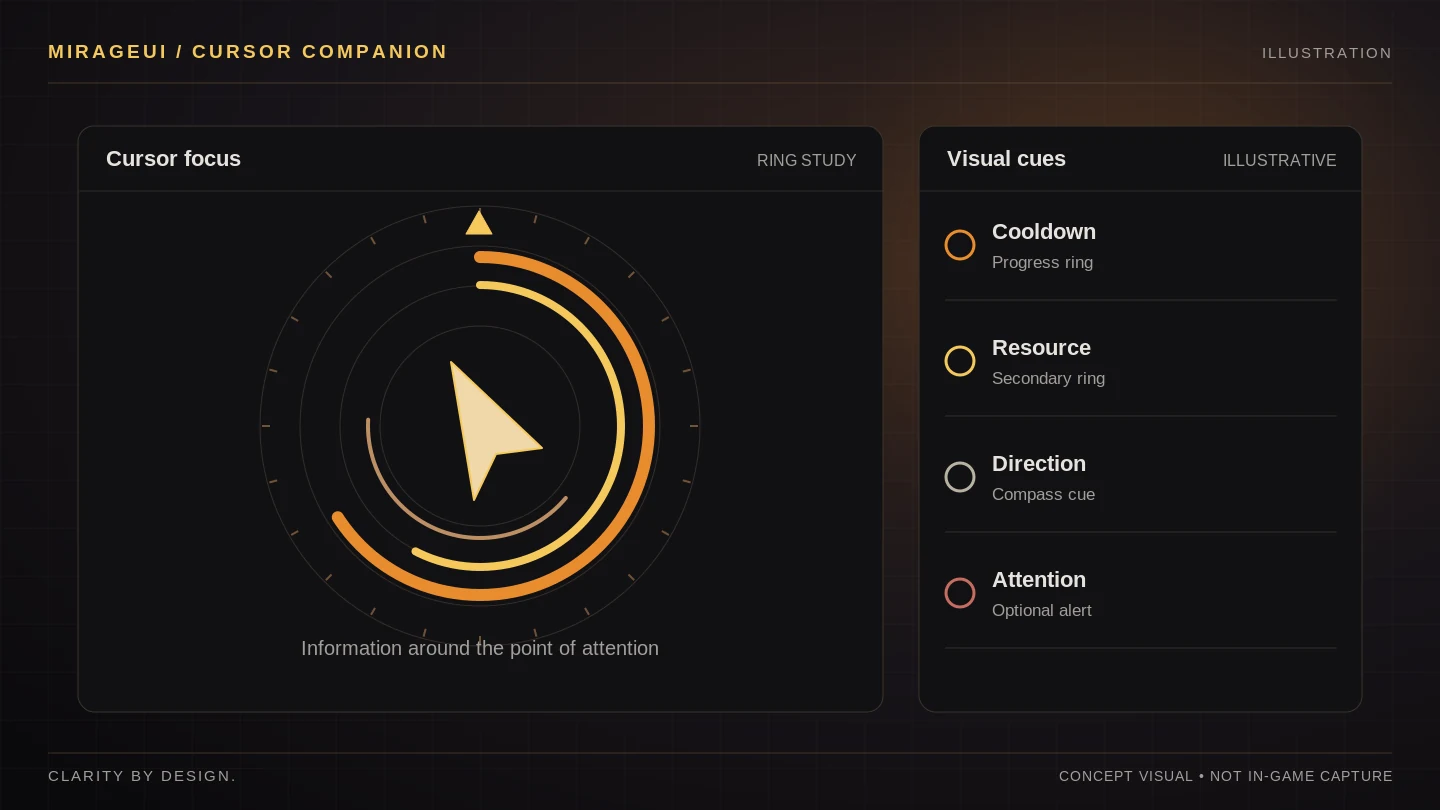 MIRAGEUI / CURSOR COMPANION
ILLUSTRATION
Cursor focus
RING STUDY
Information around the point of attention
Visual cues
ILLUSTRATIVE
Cooldown
Progress ring
Resource
Secondary ring
Direction
Compass cue
Attention
Optional alert
CLARITY BY DESIGN.
CONCEPT VISUAL • NOT IN-GAME CAPTURE